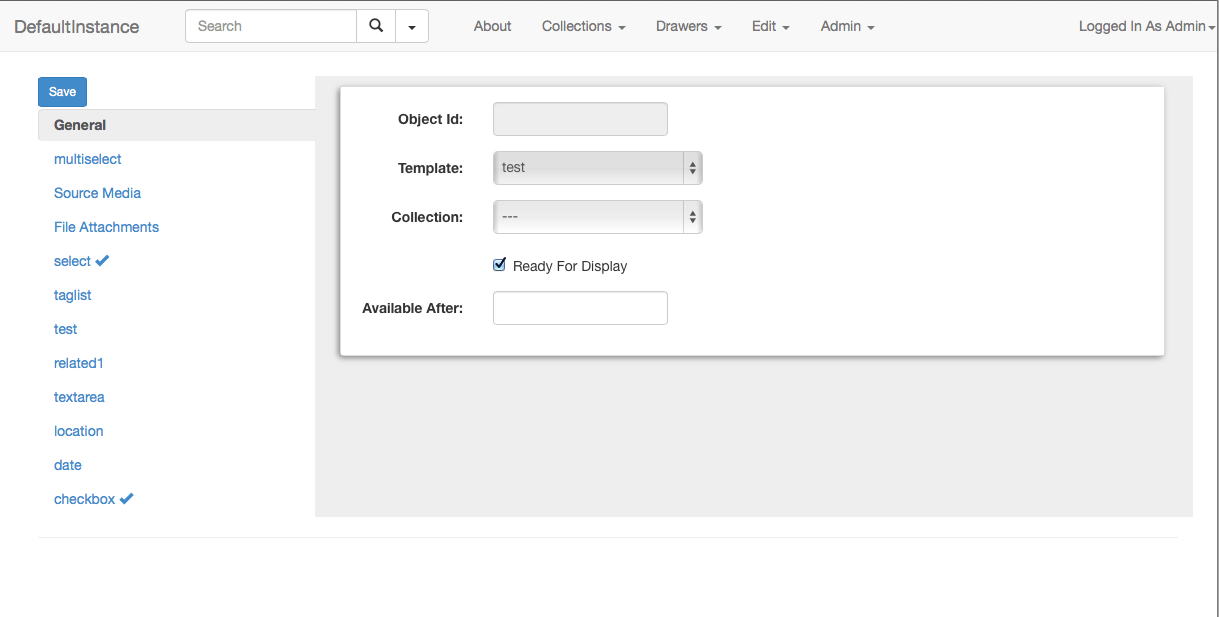 DefaultInstance Search About Collections Drawers Edit Admin Logged In As Admin
Save
General
multiselect
Source Media
File Attachments
select
taglist
test
related1
textarea
location
date
checkbox
Object Id:
Template: test
Collection: ---
Ready For Display
Available After: